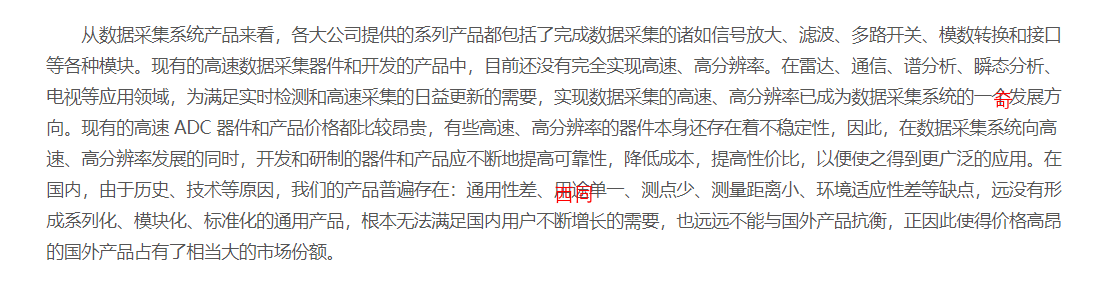 从数据采集系统产品来看，各大公司提供的系列产品都包括了完成数据采集的诸如信号放大、滤波、多路开关、模数转换和接口
等各种模块。现有的高速数据采集器件和开发的产品中，目前还没有完全实现高速、高分辨率。在雷达、通信、谱分析、瞬态分析、
电视等应用领域，为满足实时检测和高速采集的日益更新的需要，实现数据采集的高速、高分辨率已成为数据采集系统的一个发展方
向。现有的高速 ADC 器件和产品价格都比较昂贵，有些高速、高分辨率的器件本身还存在着不稳定性，因此，在数据采集系统向高
速、高分辨率发展的同时，开发和研制的器件和产品应不断地提高可靠性，降低成本，提高性价比，以便使之得到更广泛的应用。在
国内，由于历史、技术等原因，我们的产品普遍存在：通用性差、用途单一、测点少、测量距离小、环境适应性差等缺点，远没有形
成系列化、模块化、标准化的通用产品，根本无法满足国内用户不断增长的需要，也远远不能与国外产品抗衡，正因此使得价格高昂
的国外产品占有了相当大的市场份额。